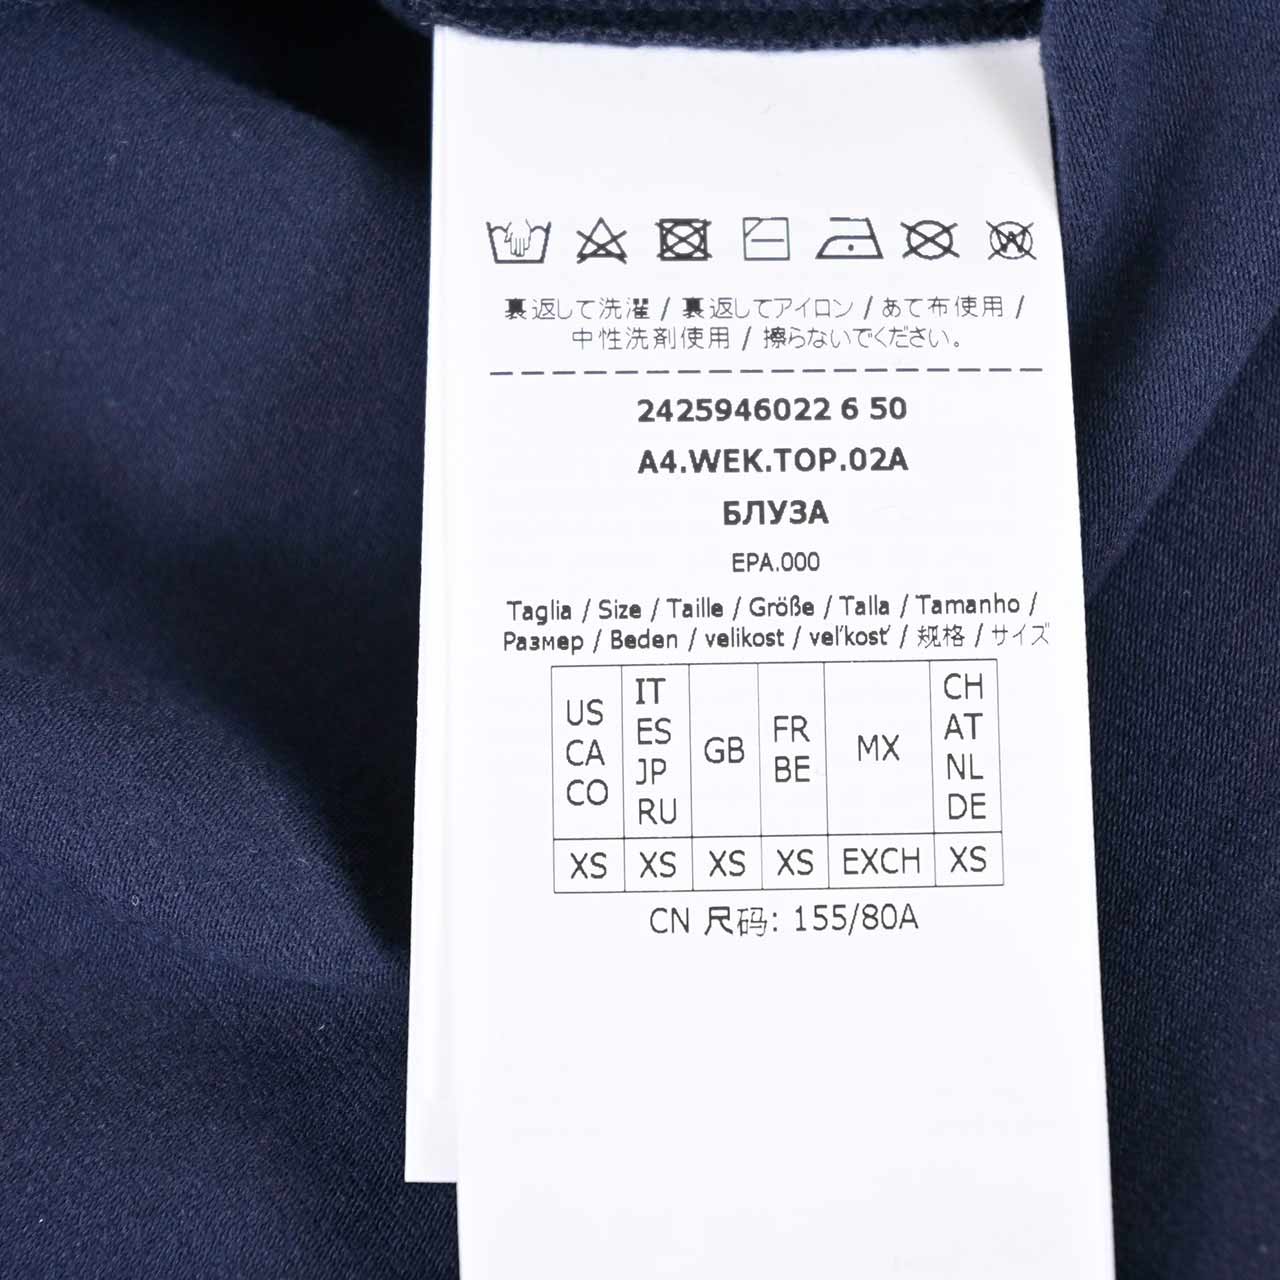 裏返して洗濯 / 裏返してアイロン / あて布使用 /
中性洗剤使用 / 擦らないでください。
2425946022 6 50
A4.WEK.TOP.02A
БЛУЗА
EPA.000
Taglia / Size / Taille / Größe / Talla / Tamanho /
Размер / Beden / velikost / veľkosť / 规格 / サイズ
US CA CO IT ES JP RU GB FR BE MX CH AT NL DE
XS XS XS XS EXCH XS
CN 尺码: 155/80A